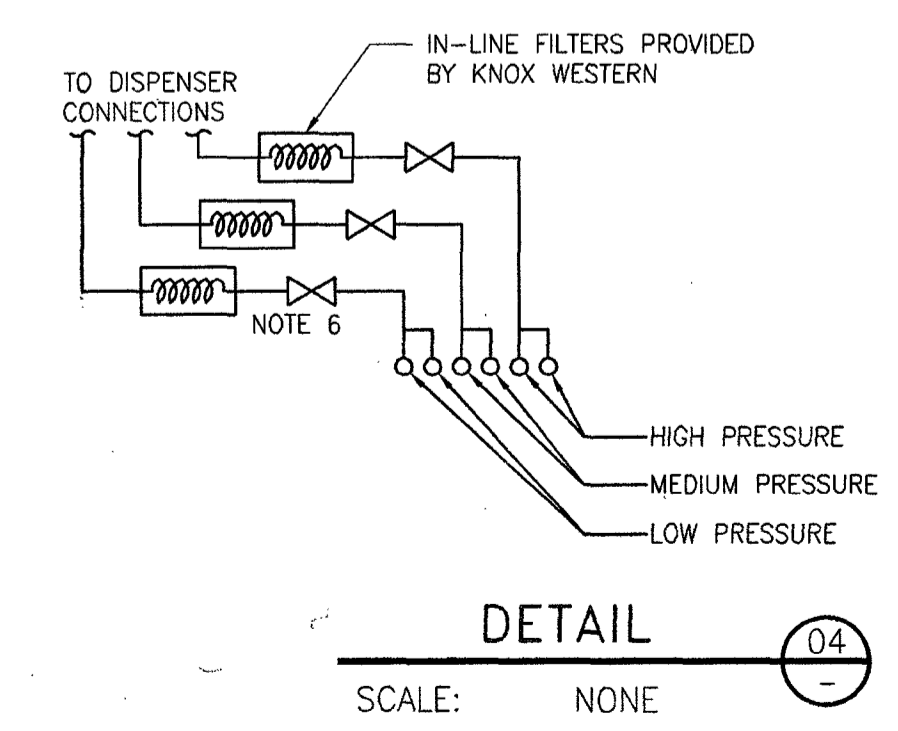 IN-LINE FILTERS PROVIDED
BY KNOX WESTERN
TO DISPENSER
CONNECTIONS
NOTE 6
HIGH PRESSURE
MEDIUM PRESSURE
LOW PRESSURE
DETAIL
04
-
SCALE: NONE